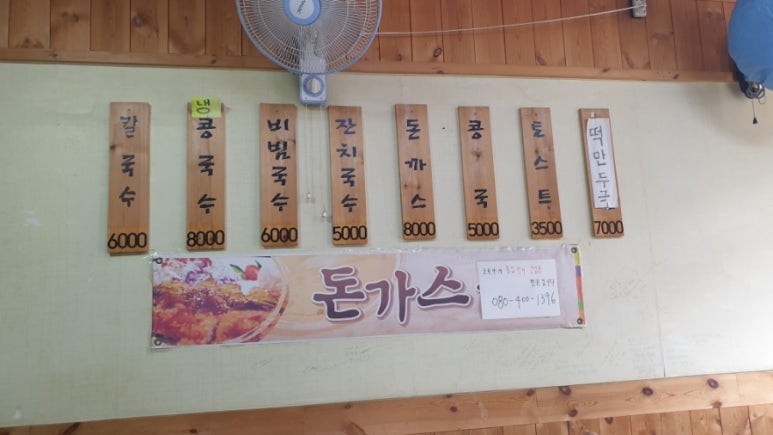 칼국수 6000
냉콩국수 8000
비빔국수 6000
잔치국수 5000
돈까스 8000
콩국 5000
토스트 3500
떡만두국 7000
돈가스
080-400-1396